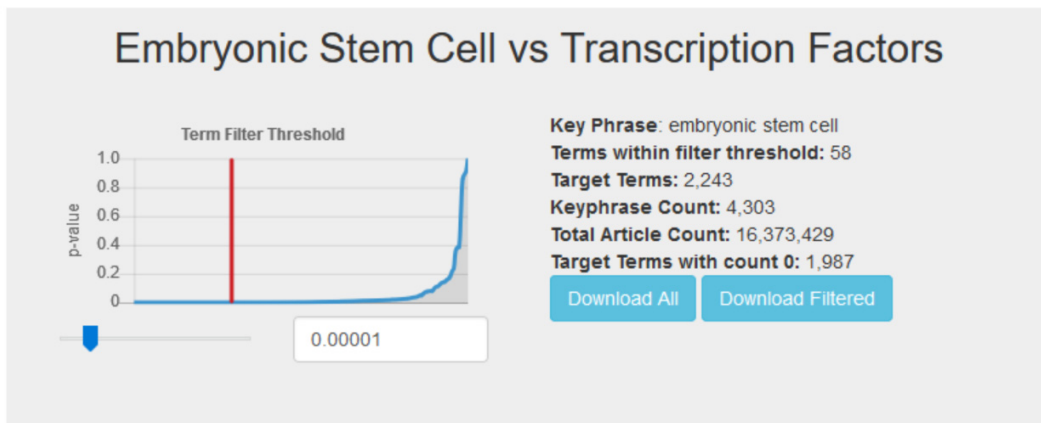 Embryonic Stem Cell vs Transcription Factors
Term Filter Threshold
p-value
1.0
0.8
0.6
0.4
0.2
0
0.00001
Key Phrase: embryonic stem cell
Terms within filter threshold: 58
Target Terms: 2,243
Keyphrase Count: 4,303
Total Article Count: 16,373,429
Target Terms with count 0: 1,987
Download All
Download Filtered